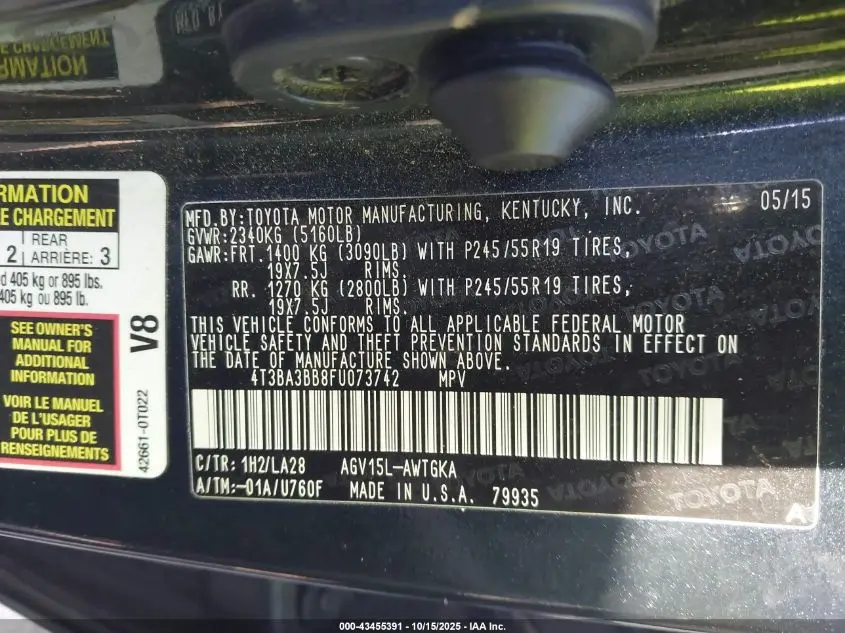 RMATION
E CHARGEMENT
2 REAR ARRIÈRE: 3
d 405 kg or 895 lbs.
405 kg ou 895 lb.
SEE OWNER'S
MANUAL FOR
ADDITIONAL
INFORMATION
VOIR LE MANUEL
DE L'USAGER
POUR PLUS DE
RENSEIGNEMENTS
V8
42661-0T022
MFD.BY:TOYOTA MOTOR MANUFACTURING, KENTUCKY, INC. 05/15
GVWR:2340KG (5160LB)
GAWR:FRT.1400 KG (3090LB) WITH P245/55R19 TIRES,
19X7.5J RIMS.
RR. 1270 KG (2800LB) WITH P245/55R19 TIRES,
19X7.5J RIMS.
THIS VEHICLE CONFORMS TO ALL APPLICABLE FEDERAL MOTOR
VEHICLE SAFETY AND THEFT PREVENTION STANDARDS IN EFFECT ON
THE DATE OF MANUFACTURE SHOWN ABOVE.
4T3BA3BB8FU073742 MPV
C/TR: 1H2/LA28 AGV15L-AWTGKA
A/TM:-01A/U760F MADE IN U.S.A. 79935
A
000-43455391 - 10/15/2025 - IAA Inc.